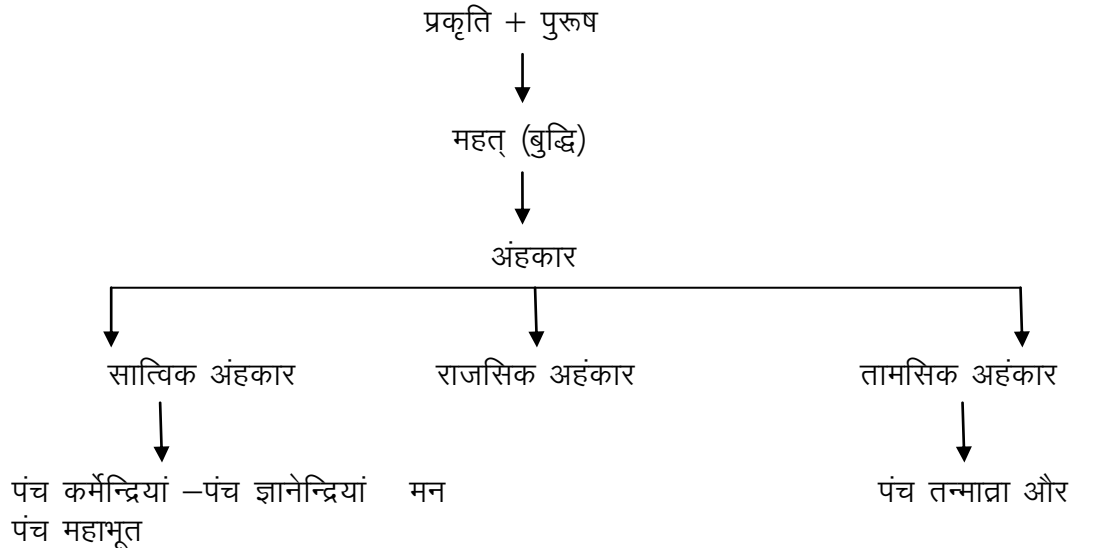 प्रकृति + पुरूष
महत् (बुद्धि)
अंहकार
सात्विक अंहकार राजसिक अहंकार तामसिक अहंकार
पंच कर्मेन्द्रियां –पंच ज्ञानेन्द्रियां मन पंच तन्मात्रा और
पंच महाभूत